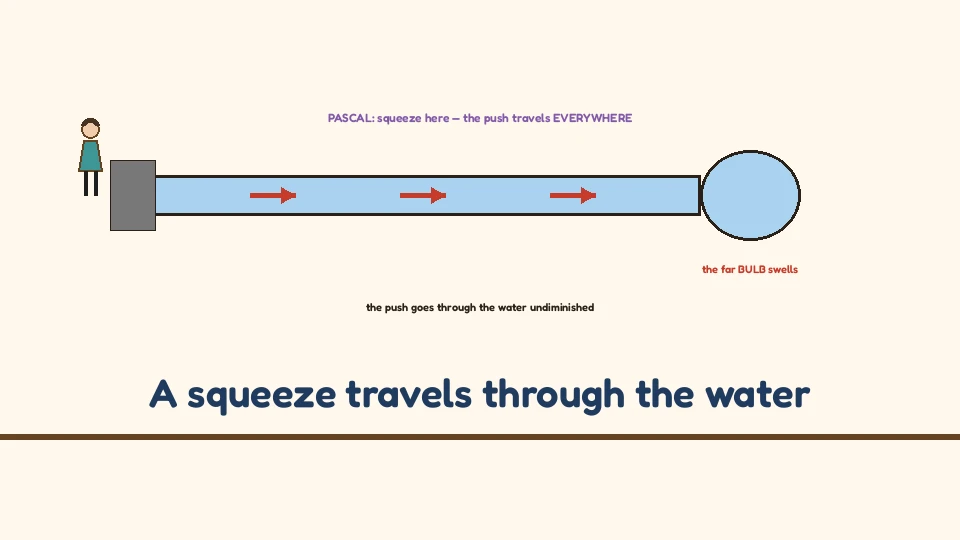 PASCAL: squeeze here — the push travels EVERYWHERE
the far BULB swells
the push goes through the water undiminished
A squeeze travels through the water